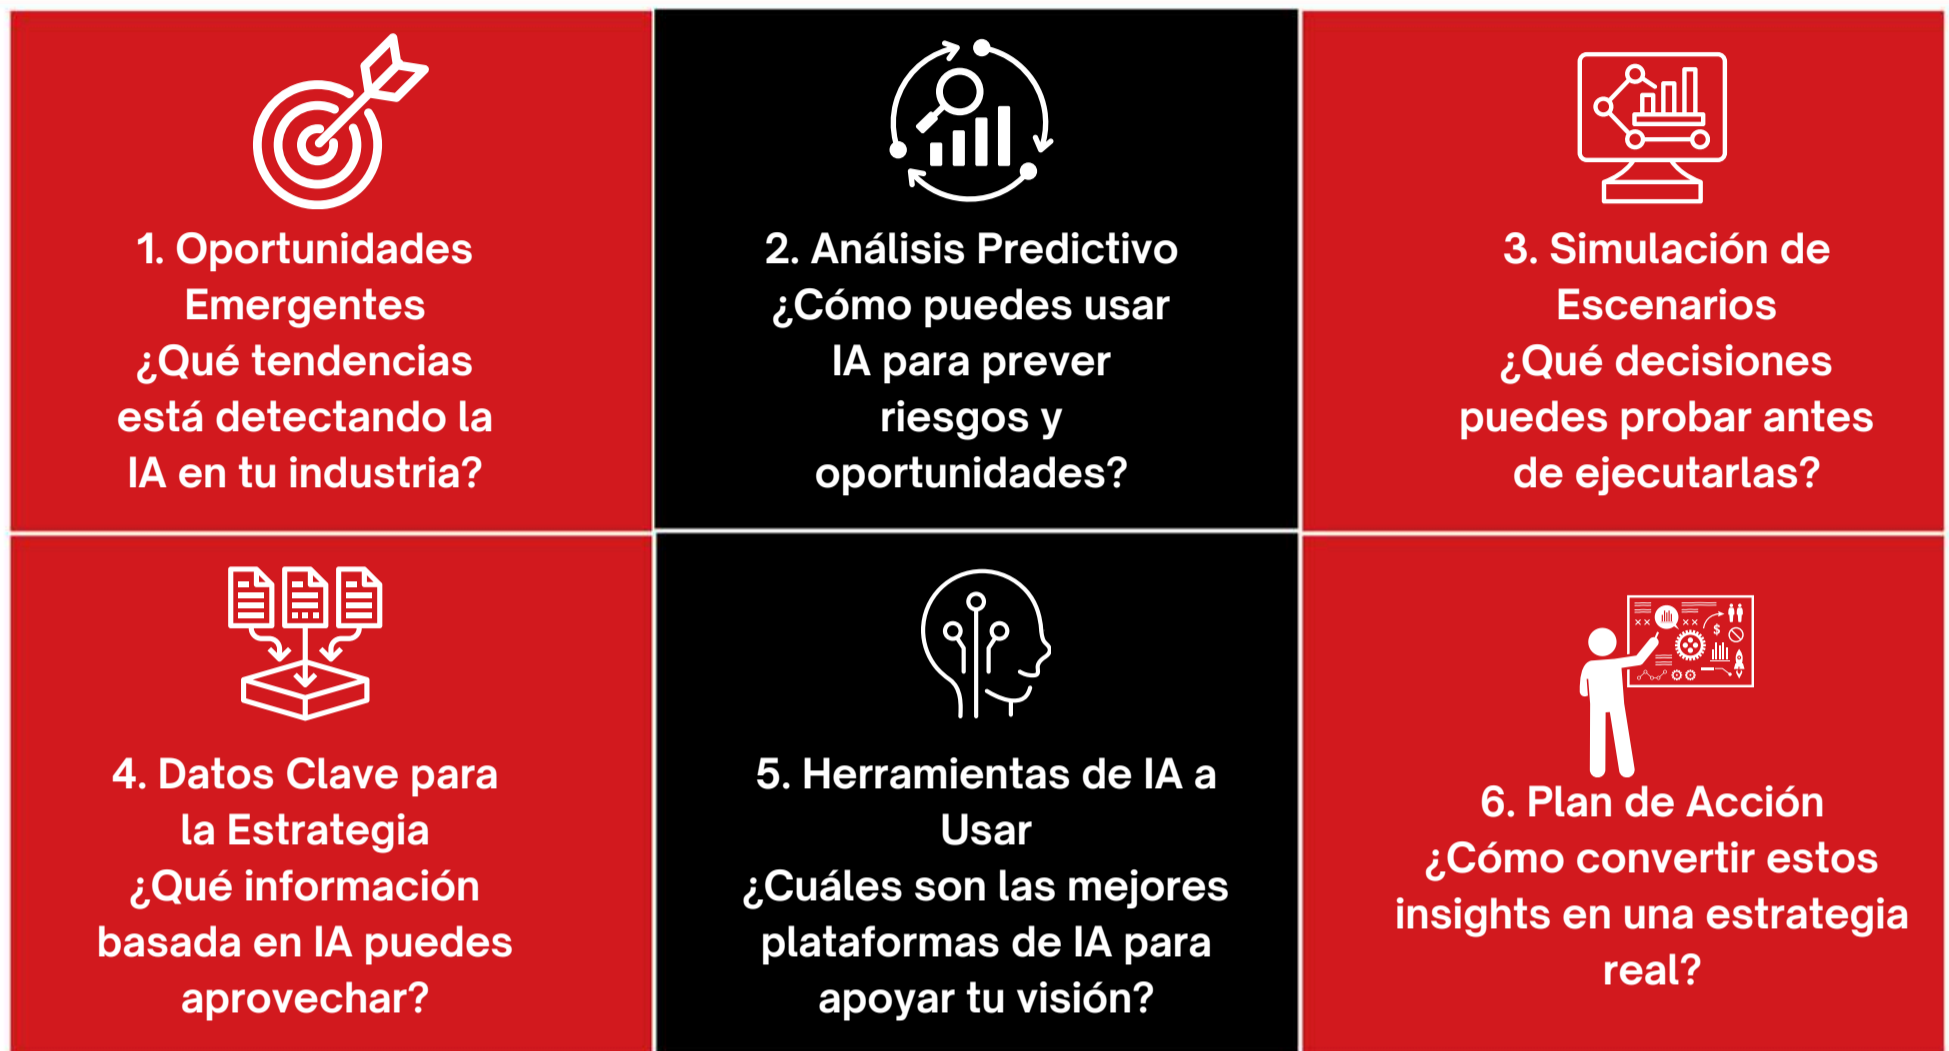 1. Oportunidades
Emergentes
¿Qué tendencias
está detectando la
IA en tu industria?
2. Análisis Predictivo
¿Cómo puedes usar
IA para prever
riesgos y
oportunidades?
3. Simulación de
Escenarios
¿Qué decisiones
puedes probar antes
de ejecutarlas?
4. Datos Clave para
la Estrategia
¿Qué información
basada en IA puedes
aprovechar?
5. Herramientas de IA a
Usar
¿Cuáles son las mejores
plataformas de IA para
apoyar tu visión?
6. Plan de Acción
¿Cómo convertir estos
insights en una estrategia
real?